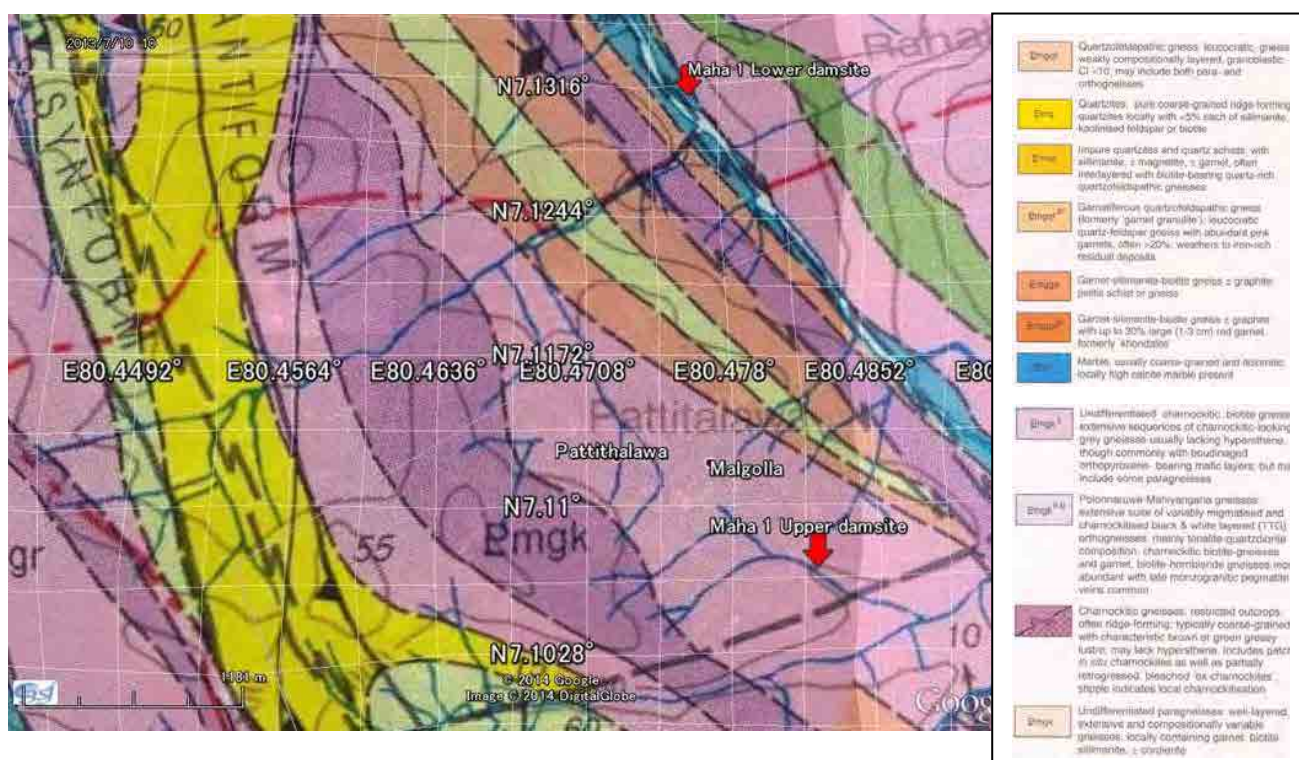 2013/7/10
50
SYNFORM
ANTIFORM
Maha 1 Lower damsite
N7.1316°
N7.1244°
N7.1172°
E80.4492°
E80.4564°
E80.4636°
E80.4708°
E80.478°
E80.4852°
E80
Pattitalawa
Pattithalawa
Malgolla
N7.11°
Maha 1 Upper damsite
Pmgk
55
gr
10
N7.1028°
1181 m
© 2014 Google
Image © 2014 DigitalGlobe
Goog
60
Quartzofeldspathic gneiss, leucocratic, gneiss
weakly compositionally layered, granoblastic
CI <10, may include both para- and
orthogneisses
Quartzites, pure coarse-grained ridge-forming
quartzites locally with <5% each of sillimanite,
kaolinised feldspar or biotite
Impure quartzites and quartz schists, with
sillimanite, ± magnetite, ± garnet, often
interlayered with biotite-bearing quartz-rich
quartzofeldspathic gneisses
Garnetiferous quartzofeldspathic gneiss
(formerly 'garnet granulite'): leucocratic
quartz-feldspar gneiss with abundant pink
garnets, often >20%; weathers to iron-rich
residual deposits
Garnet-sillimanite-biotite gneiss ± graphite
pelitic schist or gneiss
Garnet-sillimanite-biotite gneiss ± graphite
with up to 30% large (1-3 cm) red garnet
formerly 'khondalite'
Marble, usually coarse-grained and dolomitic,
locally high calcite marble present
Undifferentiated charnockitic biotite gneiss
extensive sequences of charnockitic-looking
grey gneisses usually lacking hypersthene,
though commonly with boudinaged
orthopyroxene- bearing mafic layers; but may
include some paragneisses
Polonnaruwa-Mahiyangana gneisses
extensive suite of variably migmatised and
charnockitised black & white layered (TTG)
orthogneisses, mainly tonalite-quartzdiorite
composition; charnockitic biotite-gneisses
and garnet, biotite-hornblende gneisses
abundant with late monzogranitic pegmatite
veins common
Charnockitic gneisses; restricted outcrops
often ridge-forming; typically coarse-grained
with characteristic brown or green greasy
lustre; may lack hypersthene. Includes patchy
in situ charnockites as well as partially
retrogressed, bleached 'ex-charnockites'
stipple indicates local charnockitisation
Undifferentiated paragneisses: well-layered,
extensive and compositionally variable
gneisses, locally containing garnet, biotite
sillimanite, ± cordierite